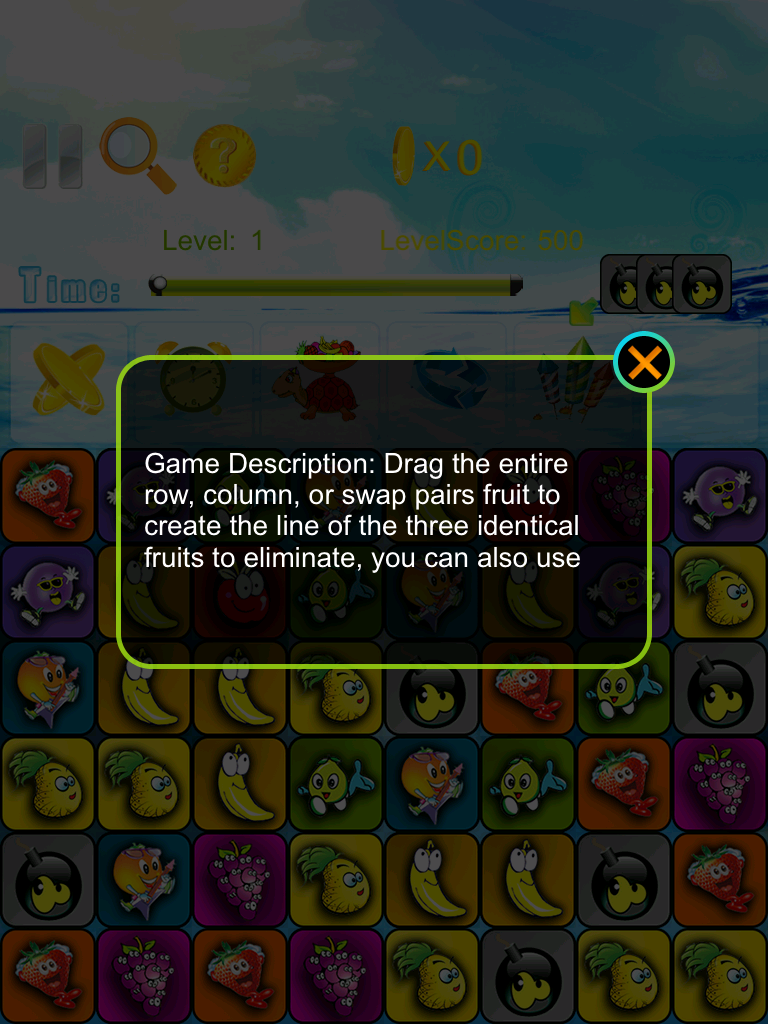 ?
X0
Level: 1
LevelScore: 500
Time:
Game Description: Drag the entire
row, column, or swap pairs fruit to
create the line of the three identical
fruits to eliminate, you can also use